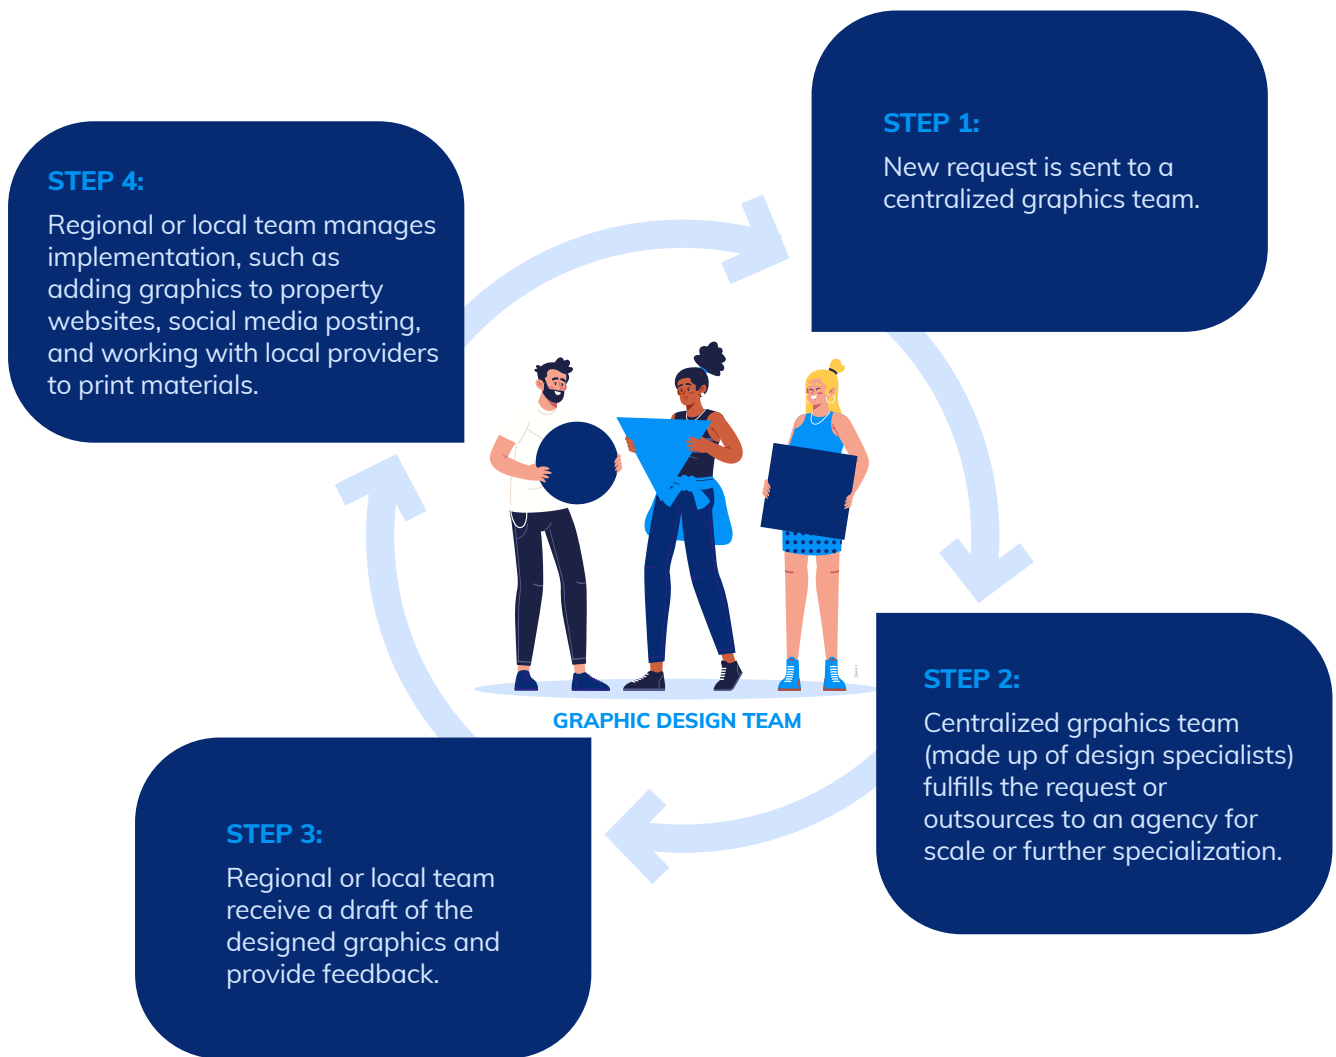 STEP 1:
New request is sent to a
centralized graphics team.
STEP 2:
Centralized grpahics team
(made up of design specialists)
fulfills the request or
outsources to an agency for
scale or further specialization.
STEP 3:
Regional or local team
receive a draft of the
designed graphics and
provide feedback.
STEP 4:
Regional or local team manages
implementation, such as
adding graphics to property
websites, social media posting,
and working with local providers
to print materials.
GRAPHIC DESIGN TEAM